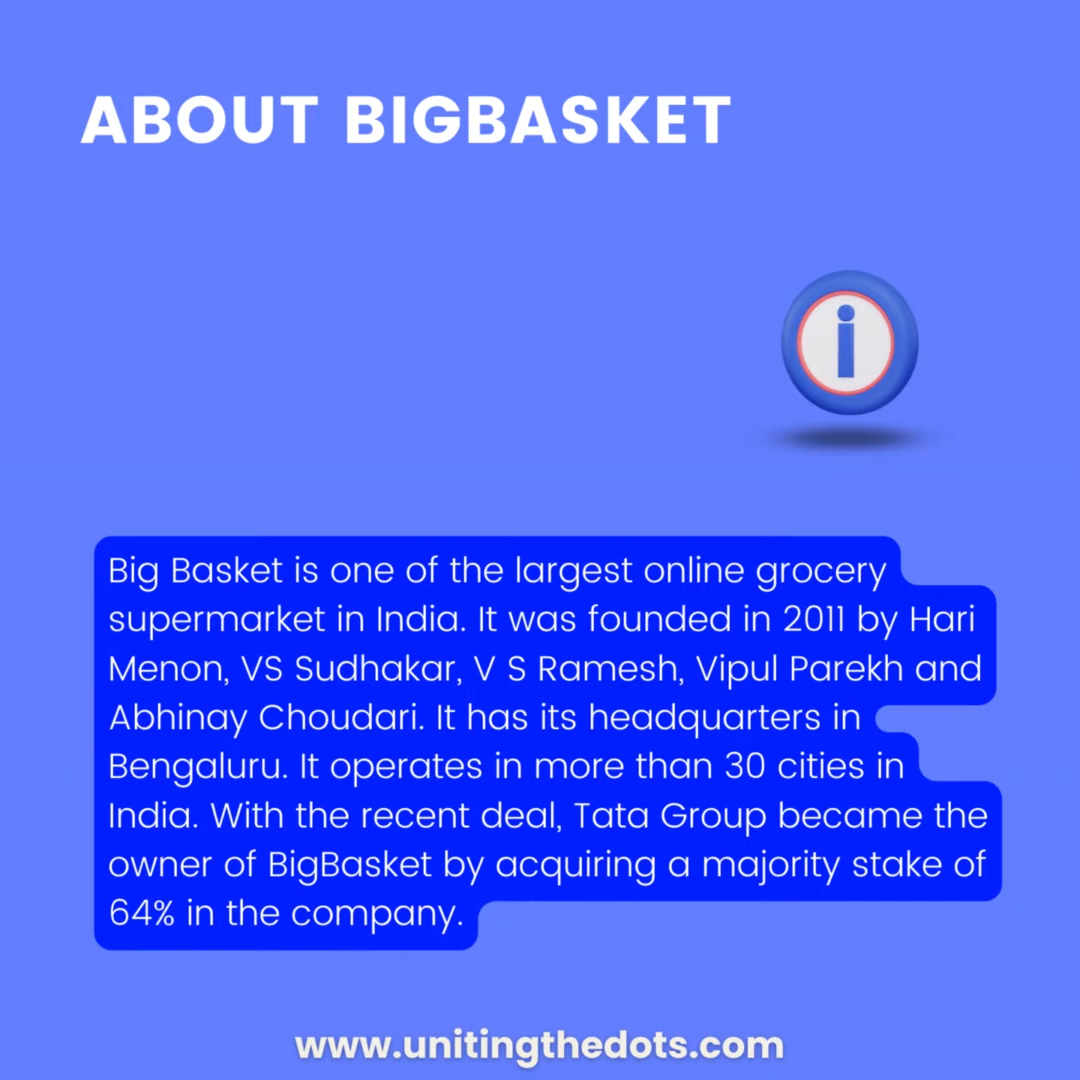 ABOUT BIGBASKET
i
Big Basket is one of the largest online grocery
supermarket in India. It was founded in 2011 by Hari
Menon, VS Sudhakar, V S Ramesh, Vipul Parekh and
Abhinay Choudari. It has its headquarters in
Bengaluru. It operates in more than 30 cities in
India. With the recent deal, Tata Group became the
owner of BigBasket by acquiring a majority stake of
64% in the company.
www.unitingthedots.com